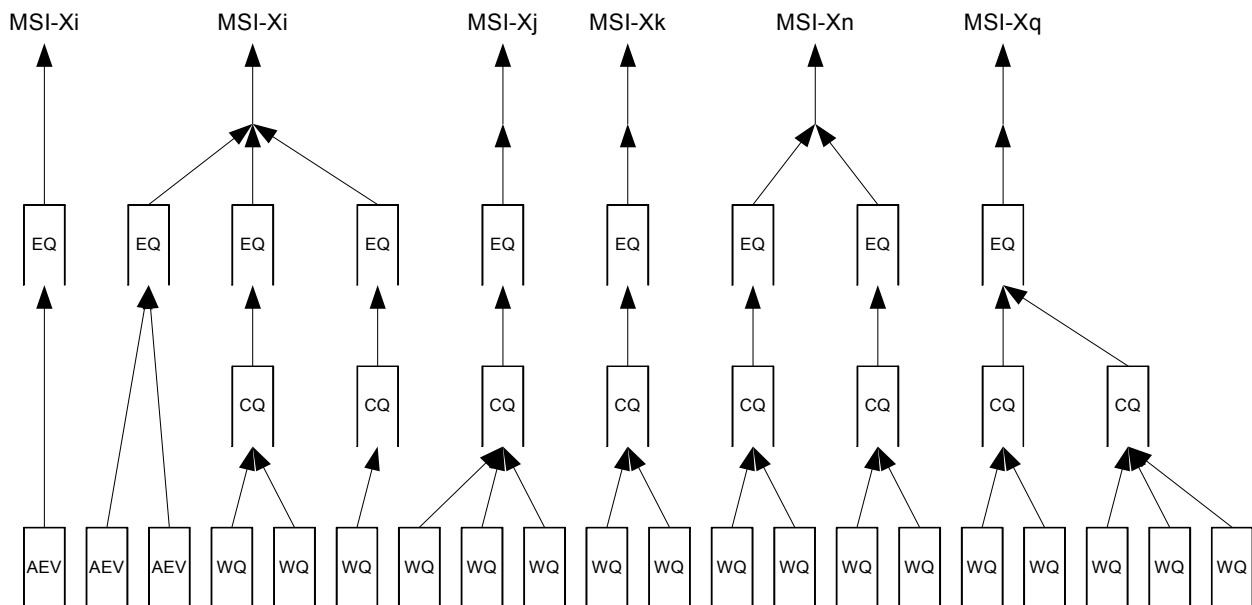 MSI-Xi MSI-Xi MSI-Xj MSI-Xk MSI-Xn MSI-Xq
EQ EQ EQ EQ EQ EQ EQ EQ EQ
CQ CQ CQ CQ CQ CQ CQ CQ
AEV AEV AEV WQ WQ WQ WQ WQ WQ WQ WQ WQ WQ WQ WQ WQ WQ WQ WQ WQ